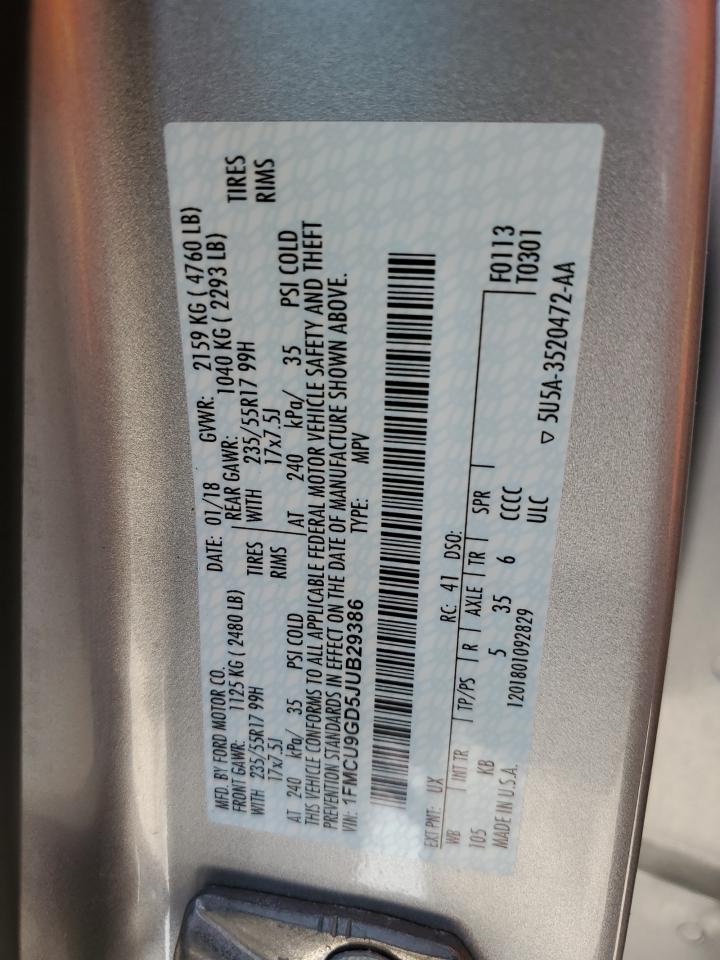 MFD. BY FORD MOTOR CO.
DATE: 01/18 GVWR: 2159 KG ( 4760 LB)
FRONT GAWR: 1125 KG ( 2480 LB) REAR GAWR: 1040 KG ( 2293 LB)
WITH 235/55R17 99H TIRES WITH 235/55R17 99H TIRES
17x7.5J RIMS 17x7.5J RIMS
AT 240 kPa/ 35 PSI COLD AT 240 kPa/ 35 PSI COLD
THIS VEHICLE CONFORMS TO ALL APPLICABLE FEDERAL MOTOR VEHICLE SAFETY AND THEFT
PREVENTION STANDARDS IN EFFECT ON THE DATE OF MANUFACTURE SHOWN ABOVE.
VIN: 1FMCU9GD5JUB29386 TYPE: MPV
EXT PNT: UX RC: 41 DSO:
WB INT TR TP/PS R AXLE TR SPR F0113
105 KB 5 35 6 CCCC T0301
MADE IN U.S.A. 1201801092829 ULC ▽ 5U5A-3520472-AA